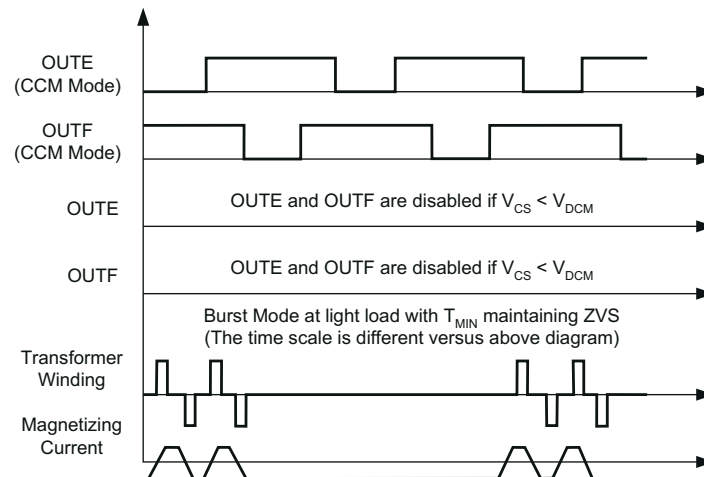 OUTE
(CCM Mode)
OUTF
(CCM Mode)
OUTE
OUTE and OUTF are disabled if V_CS < V_DCM
OUTF
OUTE and OUTF are disabled if V_CS < V_DCM
Burst Mode at light load with T_MIN maintaining ZVS
(The time scale is different versus above diagram)
Transformer
Winding
Magnetizing
Current